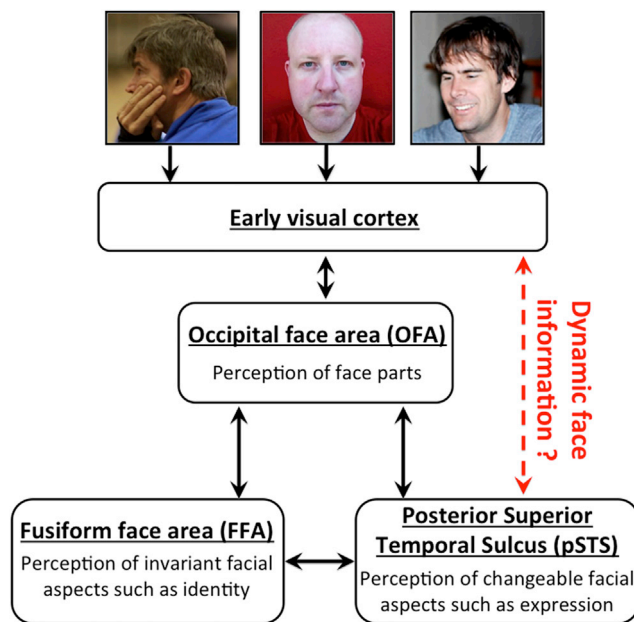 Early visual cortex
Occipital face area (OFA)
Perception of face parts
Dynamic face
information ?
Fusiform face area (FFA)
Perception of invariant facial
aspects such as identity
Posterior Superior
Temporal Sulcus (pSTS)
Perception of changeable facial
aspects such as expression